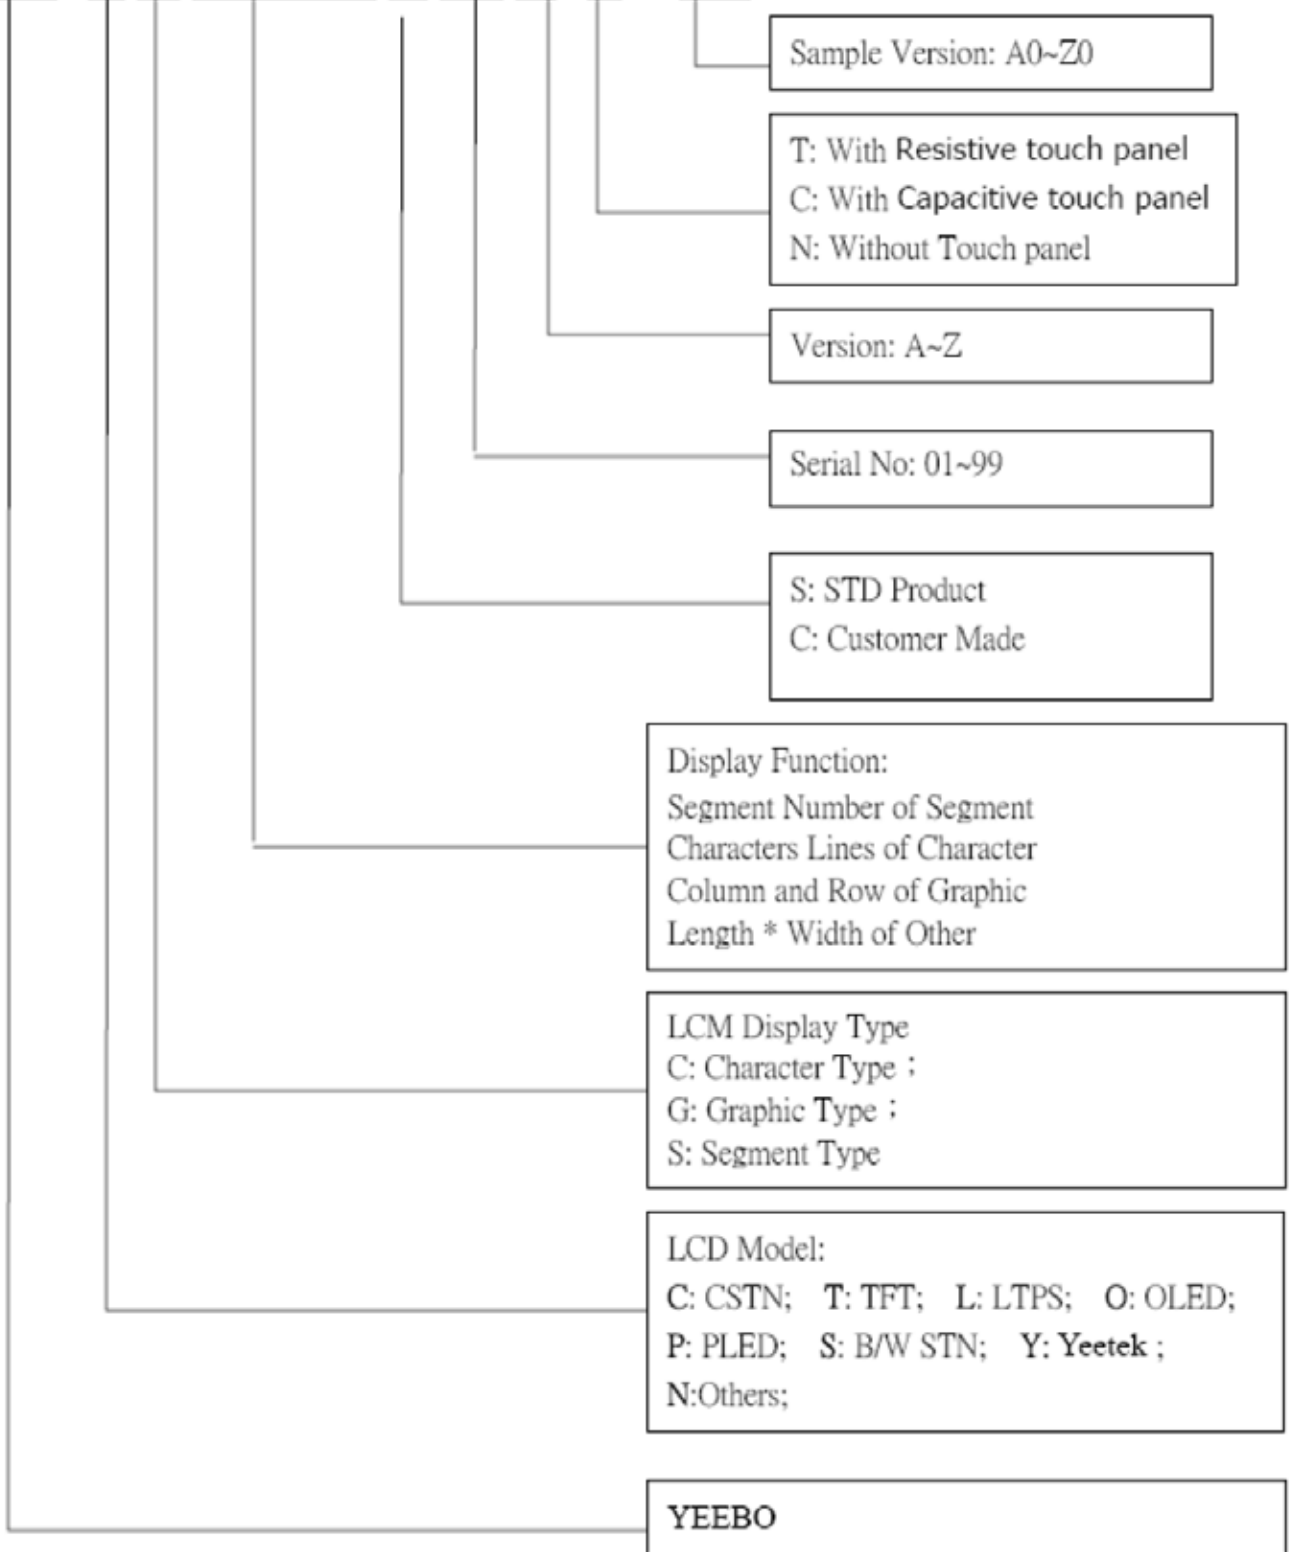 Sample Version: A0~Z0
T: With Resistive touch panel
C: With Capacitive touch panel
N: Without Touch panel
Version: A~Z
Serial No: 01~99
S: STD Product
C: Customer Made
Display Function:
Segment Number of Segment
Characters Lines of Character
Column and Row of Graphic
Length * Width of Other
LCM Display Type
C: Character Type ;
G: Graphic Type ;
S: Segment Type
LCD Model:
C: CSTN; T: TFT; L: LTPS; O: OLED;
P: PLED; S: B/W STN; Y: Yeetek ;
N:Others;
YEEBO